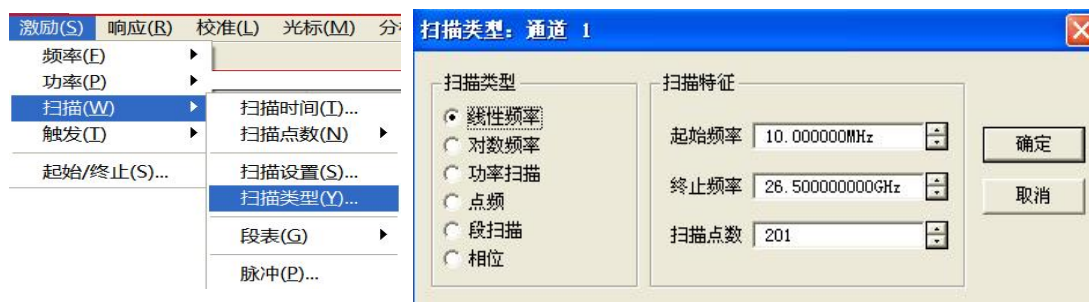 激励(S) 响应(R) 校准(L) 光标(M)
频率(F)
功率(P)
扫描(W)
触发(T)
起始/终止(S)...
扫描时间(T)...
扫描点数(N)
扫描设置(S)...
扫描类型(Y)...
段表(G)
脉冲(P)...
扫描类型：通道 1
扫描类型
线性频率
对数频率
功率扫描
点频
段扫描
相位
扫描特征
起始频率 10.000000MHz
终止频率 26.500000000GHz
扫描点数 201
确定
取消